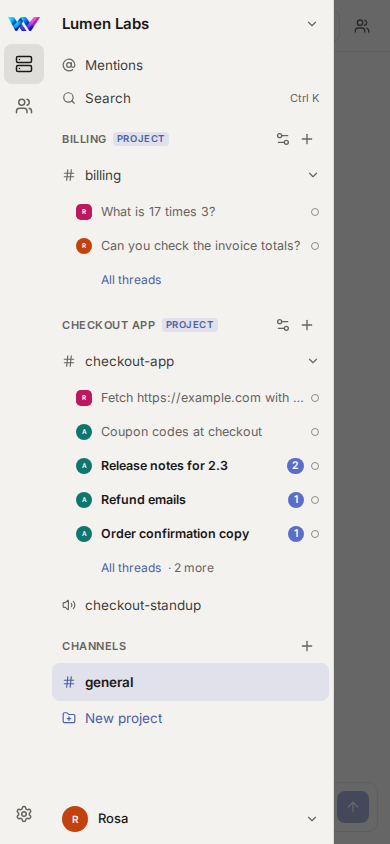 Lumen Labs
Mentions
Search Ctrl K
BILLING PROJECT
# billing
R What is 17 times 3?
R Can you check the invoice totals?
All threads
CHECKOUT APP PROJECT
# checkout-app
R Fetch https://example.com with ...
A Coupon codes at checkout
A Release notes for 2.3 2
A Refund emails 1
A Order confirmation copy 1
All threads · 2 more
checkout-standup
CHANNELS
# general
New project
R Rosa